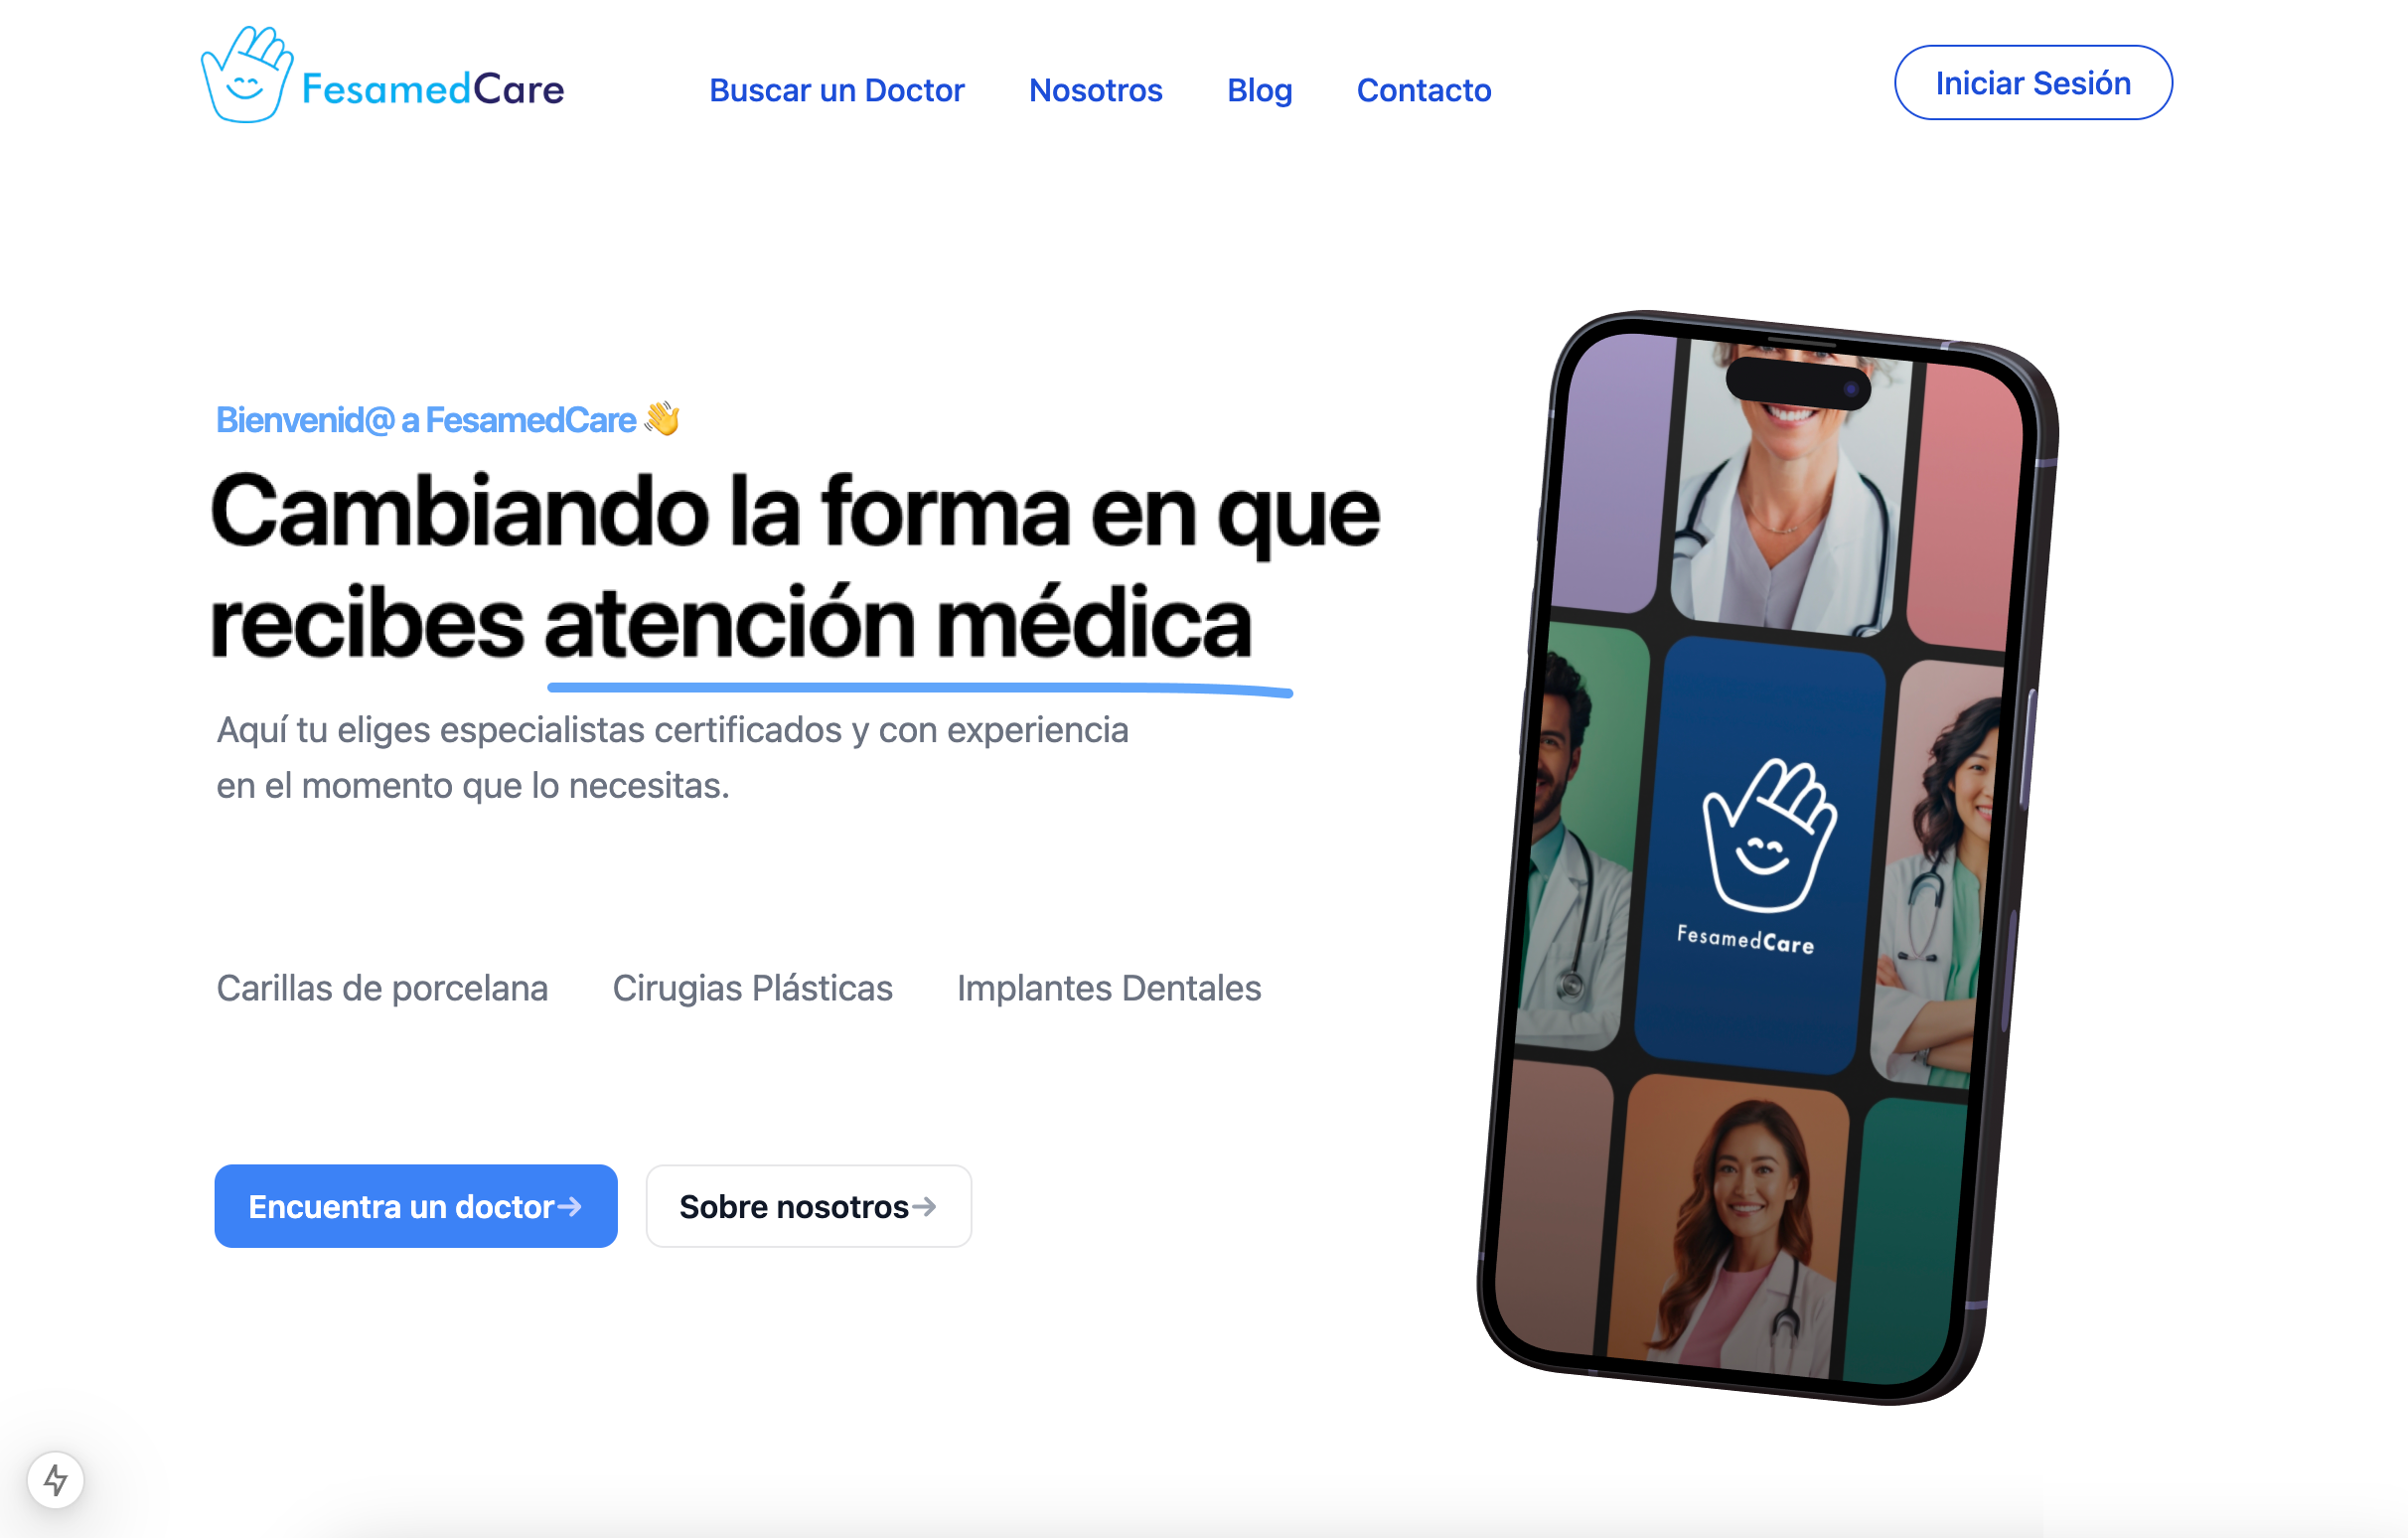 FesamedCare
Buscar un Doctor
Nosotros
Blog
Contacto
Iniciar Sesión
Bienvenid@ a FesamedCare 👋
Cambiando la forma en que
recibes atención médica
Aquí tu eliges especialistas certificados y con experiencia
en el momento que lo necesitas.
Carillas de porcelana
Cirugias Plásticas
Implantes Dentales
Encuentra un doctor→
Sobre nosotros→
FesamedCare